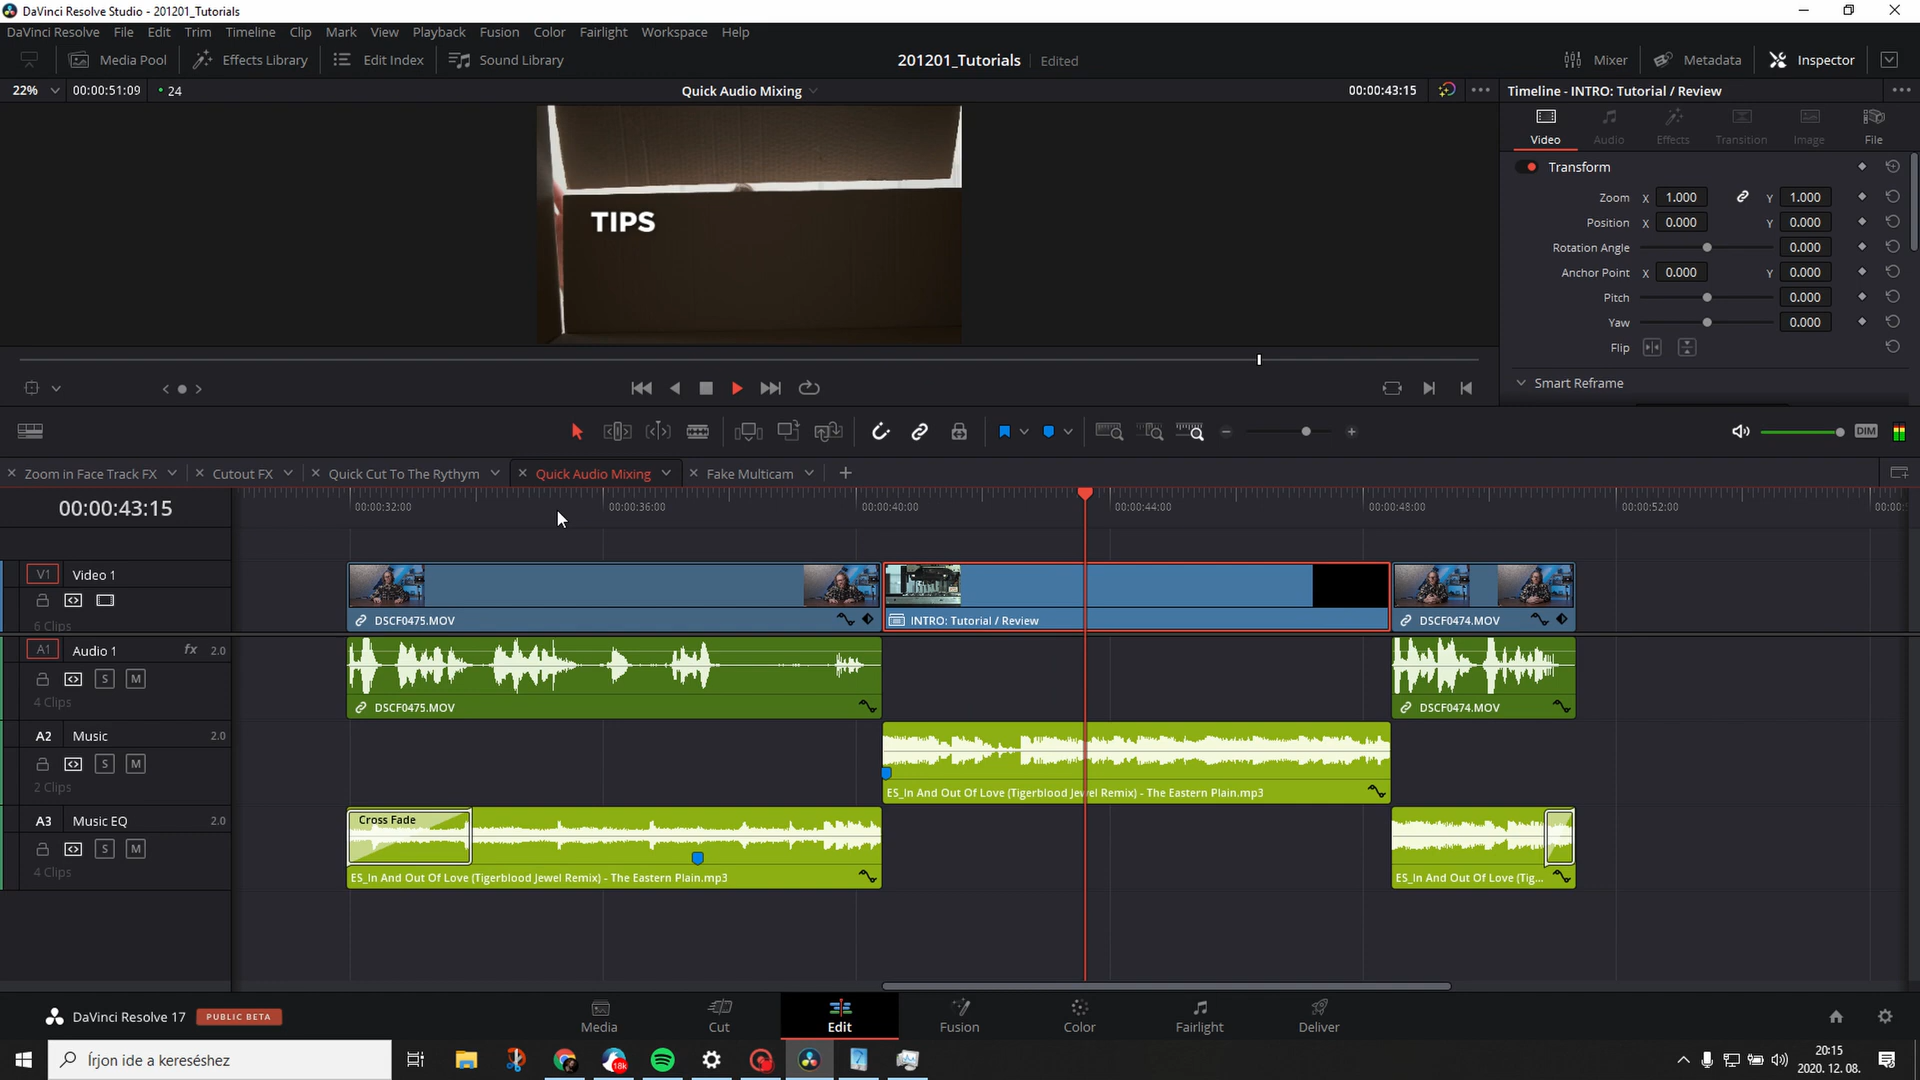 DaVinci Resolve Studio - 201201_Tutorials
DaVinci Resolve File Edit Trim Timeline Clip Mark View Playback Fusion Color Fairlight Workspace Help
Media Pool Effects Library Edit Index Sound Library 201201_Tutorials Edited Mixer Metadata Inspector
22% 00:00:51:09 24 Quick Audio Mixing 00:00:43:15 Timeline - INTRO: Tutorial / Review
Video Audio Effects Transition Image File
Transform
Zoom X 1.000 Y 1.000
Position X 0.000 Y 0.000
TIPS
Rotation Angle 0.000
Anchor Point X 0.000 Y 0.000
Pitch 0.000
Yaw 0.000
Flip
Smart Reframe
DIM
Zoom in Face Track FX Cutout FX Quick Cut To The Rythym Quick Audio Mixing Fake Multicam
00:00:43:15 00:00:32:00 00:00:36:00 00:00:40:00 00:00:44:00 00:00:48:00 00:00:52:00
V1 Video 1
6 Clips
DSCF0475.MOV INTRO: Tutorial / Review DSCF0474.MOV
A1 Audio 1 fx 2.0
S M
4 Clips
DSCF0475.MOV DSCF0474.MOV
A2 Music 2.0
S M
2 Clips
ES_In And Out Of Love (Tigerblood Jewel Remix) - The Eastern Plain.mp3
A3 Music EQ 2.0
Cross Fade
S M
4 Clips
ES_In And Out Of Love (Tigerblood Jewel Remix) - The Eastern Plain.mp3 ES_In And Out Of Love (Tig...
DaVinci Resolve 17 PUBLIC BETA Media Cut Edit Fusion Color Fairlight Deliver
Írjon ide a kereséshez
18k
20:15
2020. 12. 08.